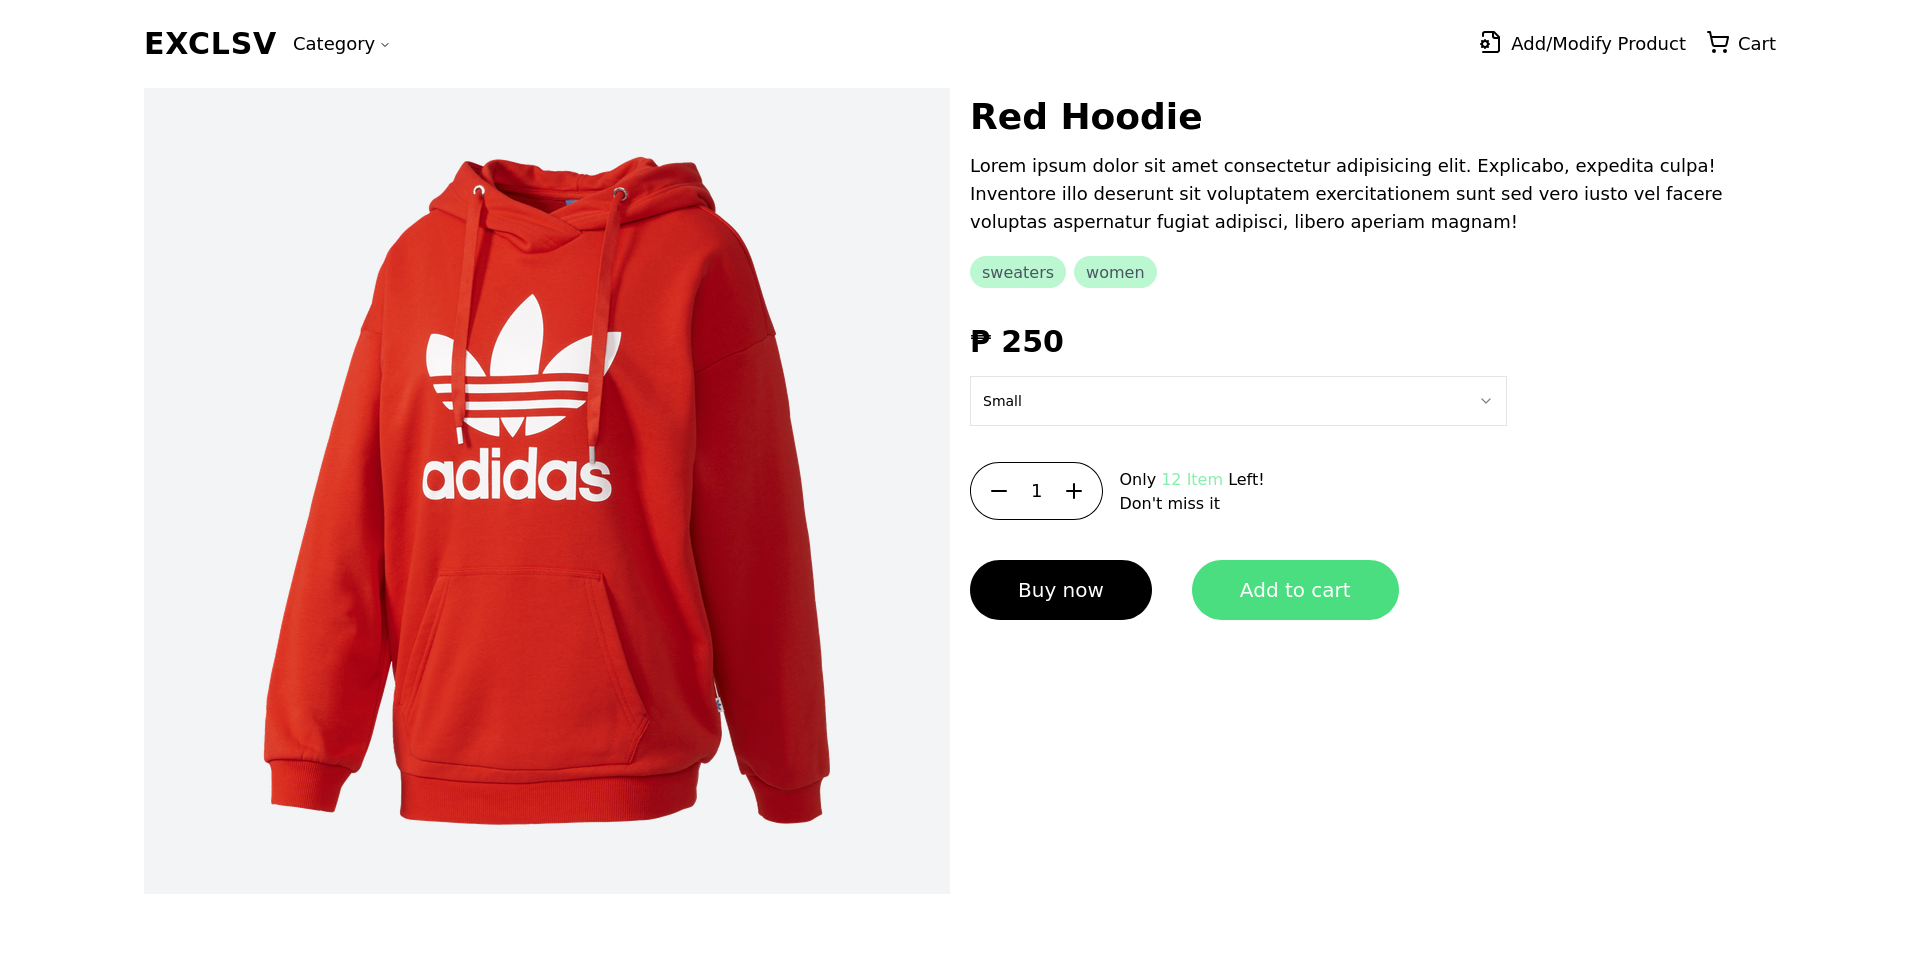 EXCLSV
Category
Add/Modify Product
Cart
adidas
Red Hoodie
Lorem ipsum dolor sit amet consectetur adipisicing elit. Explicabo, expedita culpa!
Inventore illo deserunt sit voluptatem exercitationem sunt sed vero iusto vel facere
voluptas aspernatur fugiat adipisci, libero aperiam magnam!
sweaters
women
₱ 250
Small
1
Only 12 Item Left!
Don't miss it
Buy now
Add to cart